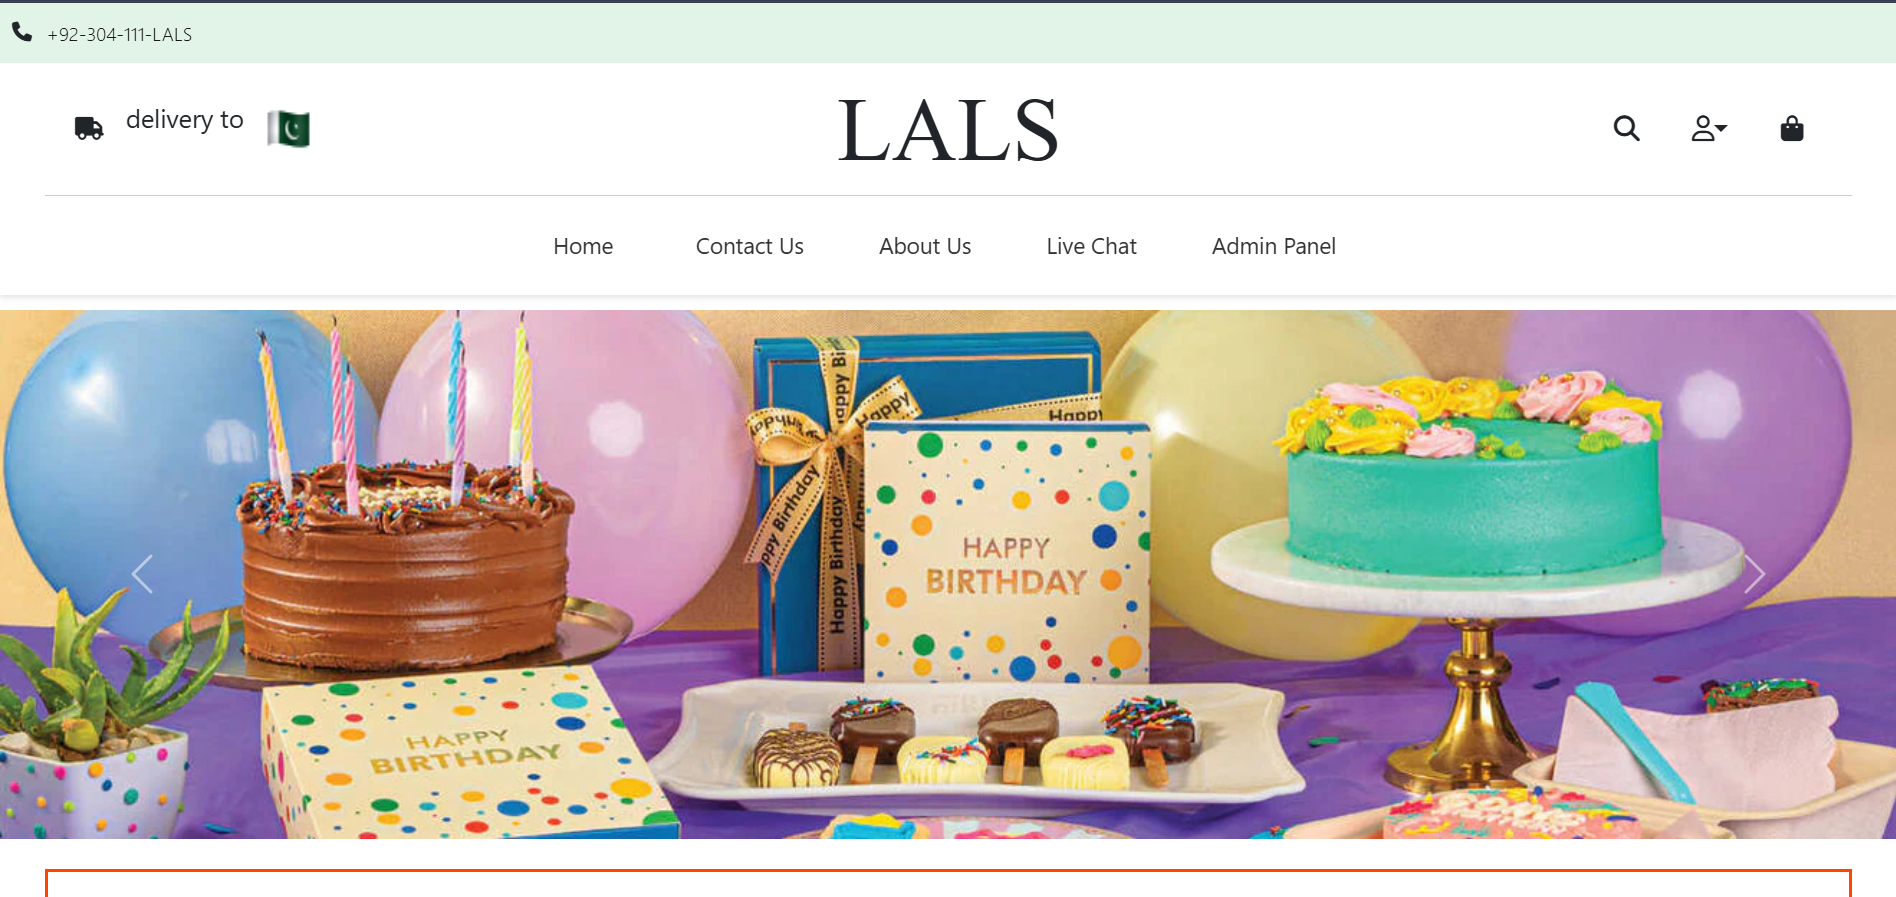 +92-304-111-LALS
delivery to
LALS
Home
Contact Us
About Us
Live Chat
Admin Panel
Happy
Happy
Happy Birthday
HAPPY
BIRTHDAY
HAPPY
BIRTHDAY